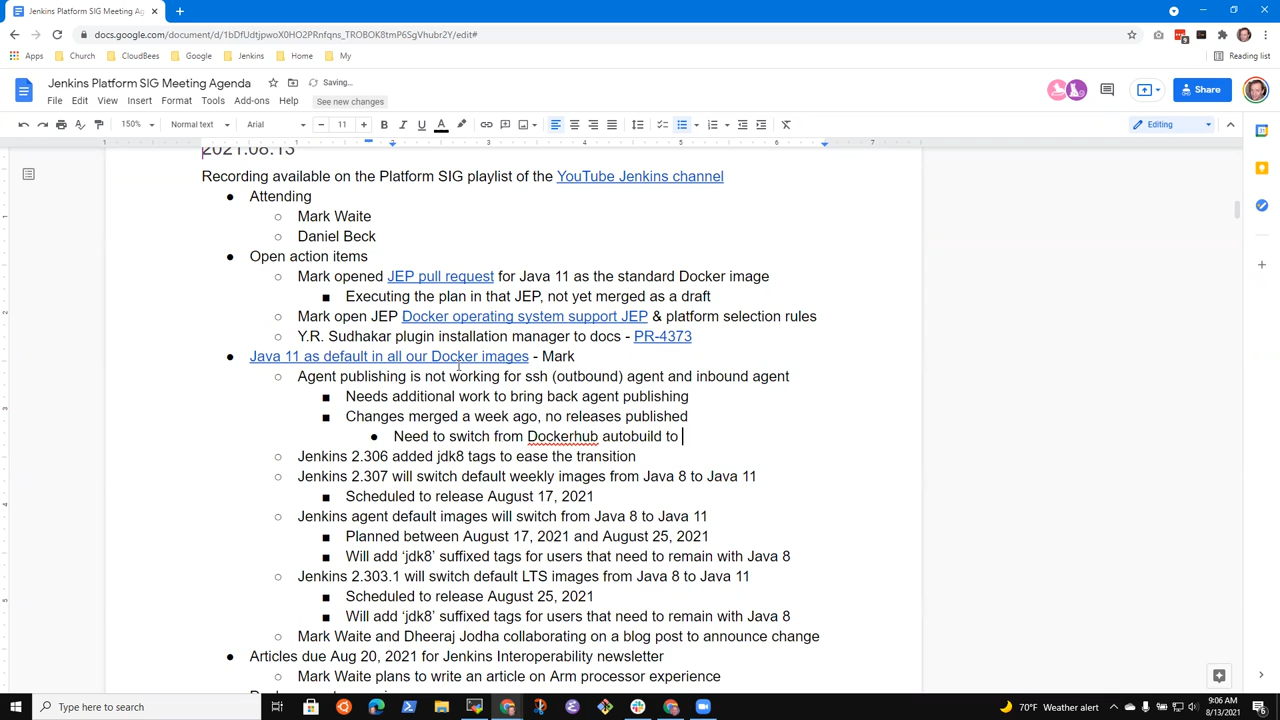 Jenkins Platform SIG Meeting Ag
docs.google.com/document/d/1bDfUdtjpwoX0HO2PRnfqns_TROBOK8tmP6SgVhubr2Y/edit#
Apps Church CloudBees Google Jenkins Home My Reading list
Jenkins Platform SIG Meeting Agenda Saving...
File Edit View Insert Format Tools Add-ons Help See new changes
Share
150% Normal text Arial 11 Editing
2021.08.13
Recording available on the Platform SIG playlist of the YouTube Jenkins channel
Attending
Mark Waite
Daniel Beck
Open action items
Mark opened JEP pull request for Java 11 as the standard Docker image
Executing the plan in that JEP, not yet merged as a draft
Mark open JEP Docker operating system support JEP & platform selection rules
Y.R. Sudhakar plugin installation manager to docs - PR-4373
Java 11 as default in all our Docker images - Mark
Agent publishing is not working for ssh (outbound) agent and inbound agent
Needs additional work to bring back agent publishing
Changes merged a week ago, no releases published
Need to switch from Dockerhub autobuild to
Jenkins 2.306 added jdk8 tags to ease the transition
Jenkins 2.307 will switch default weekly images from Java 8 to Java 11
Scheduled to release August 17, 2021
Jenkins agent default images will switch from Java 8 to Java 11
Planned between August 17, 2021 and August 25, 2021
Will add ‘jdk8’ suffixed tags for users that need to remain with Java 8
Jenkins 2.303.1 will switch default LTS images from Java 8 to Java 11
Scheduled to release August 25, 2021
Will add ‘jdk8’ suffixed tags for users that need to remain with Java 8
Mark Waite and Dheeraj Jodha collaborating on a blog post to announce change
Articles due Aug 20, 2021 for Jenkins Interoperability newsletter
Mark Waite plans to write an article on Arm processor experience
Type here to search
70°F Weather alert
9:06 AM
8/13/2021